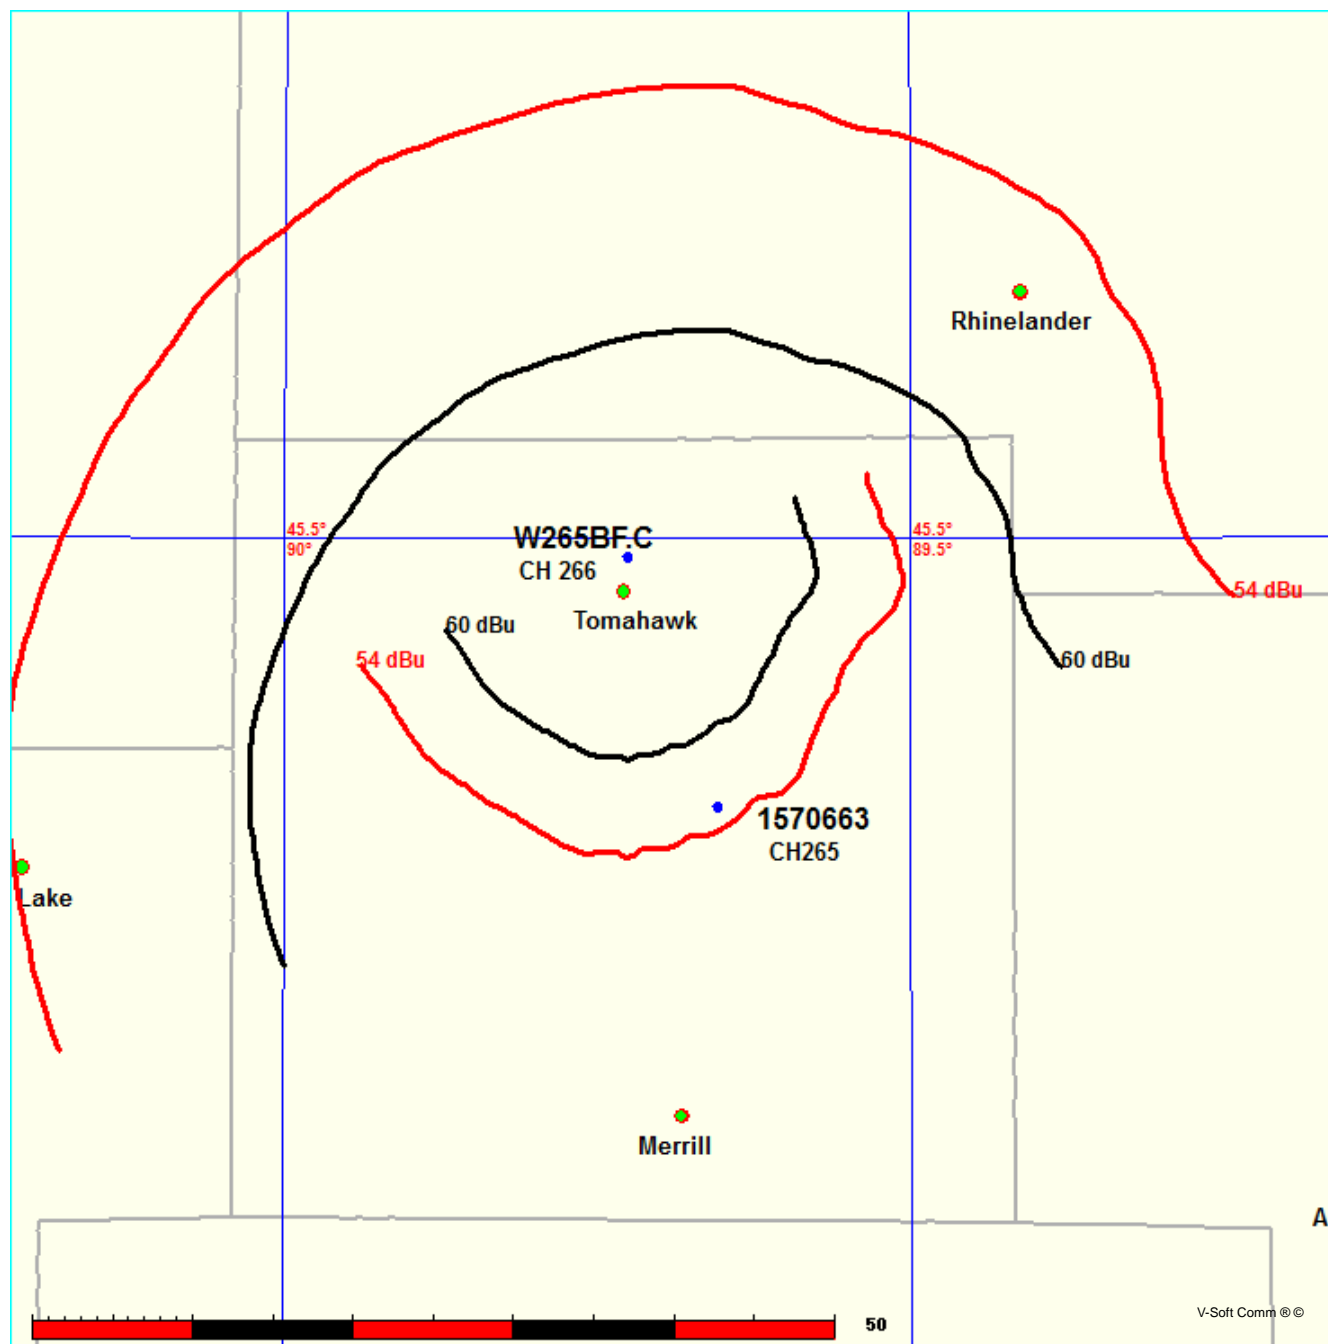 Rhinelander
45.5°
90°
W265BF.C
CH 266
45.5°
89.5°
54 dBu
Tomahawk
60 dBu
54 dBu
60 dBu
1570663
CH265
Lake
Merrill
A
V-Soft Comm ® ©
50